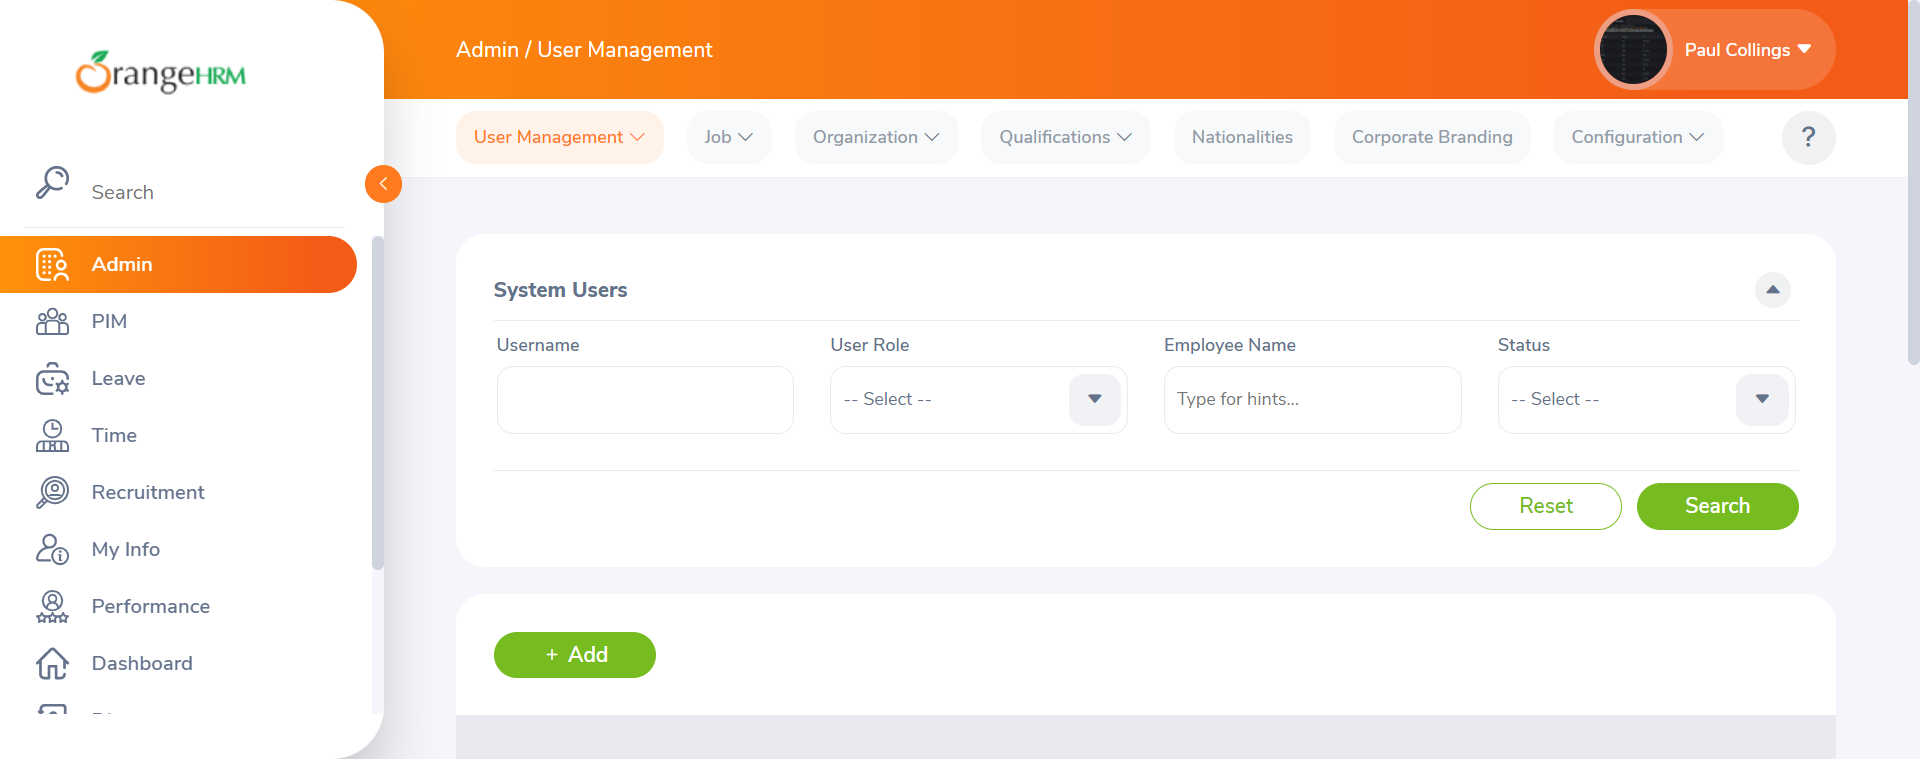 OrangeHRM
Admin / User Management
Paul Collings
User Management
Job
Organization
Qualifications
Nationalities
Corporate Branding
Configuration
?
Search
Admin
PIM
Leave
Time
Recruitment
My Info
Performance
Dashboard
System Users
Username
User Role
Employee Name
Status
-- Select --
Type for hints...
-- Select --
Reset
Search
+ Add